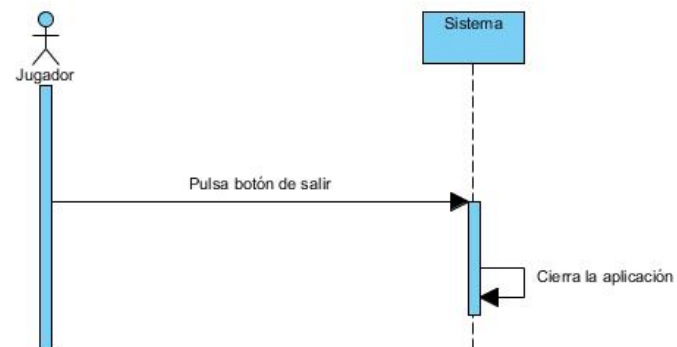 Sistema
Jugador
Pulsa botón de salir
Cierra la aplicación